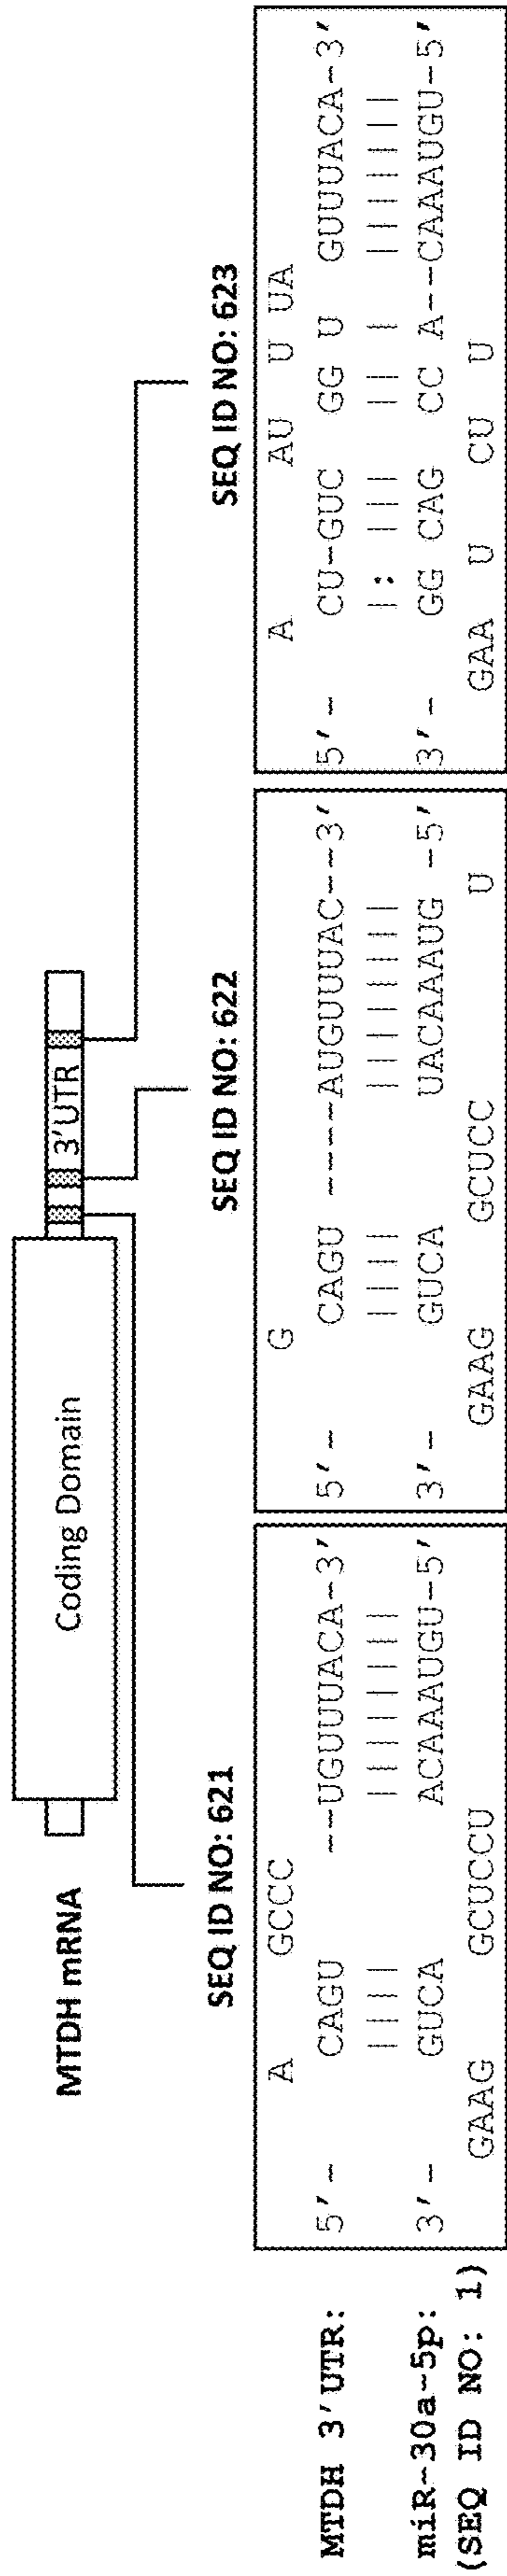 MTDH mRNA
Coding Domain
3'UTR
SEQ ID NO: 621
SEQ ID NO: 622
SEQ ID NO: 623
MTDH 3'UTR:
miR-30a-5p:
(SEQ ID NO: 1)
A GCCC
5'- CAGU --UGUUUACA-3'
|||| ||||||||
3'- GUCA ACAAAUGU-5'
GAAG GCUCCU
G
5'- CAGU ----AUGUUUAC--3'
|||| ||||||||
3'- GUCA UACAAAUG -5'
GAAG GCUCC U
A AU U UA
5'- CU-GUC GG U GUUUACA-3'
|: ||| || | |||||||
3'- GG CAG CC A--CAAAUGU-5'
GAA U CU U